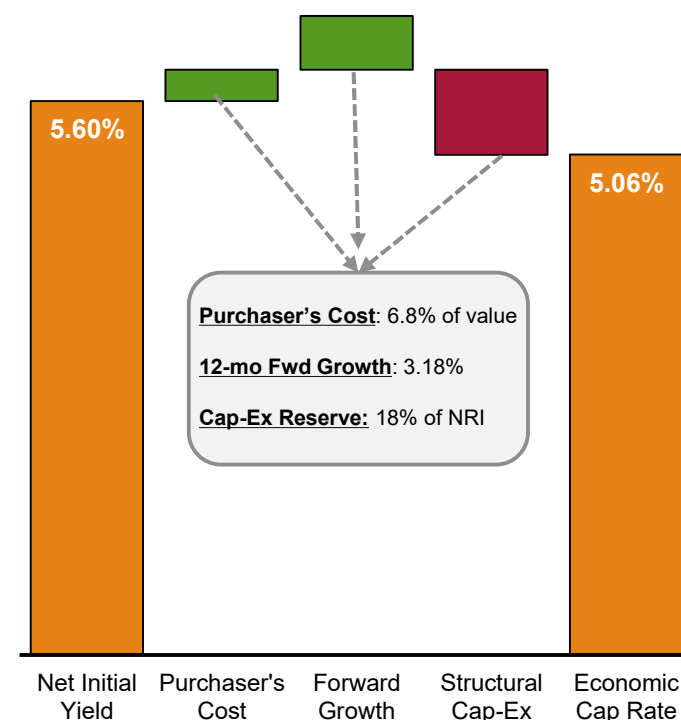 5.60%
5.06%
Purchaser’s Cost: 6.8% of value
12-mo Fwd Growth: 3.18%
Cap-Ex Reserve: 18% of NRI
Net Initial
Yield
Purchaser's
Cost
Forward
Growth
Structural
Cap-Ex
Economic
Cap Rate